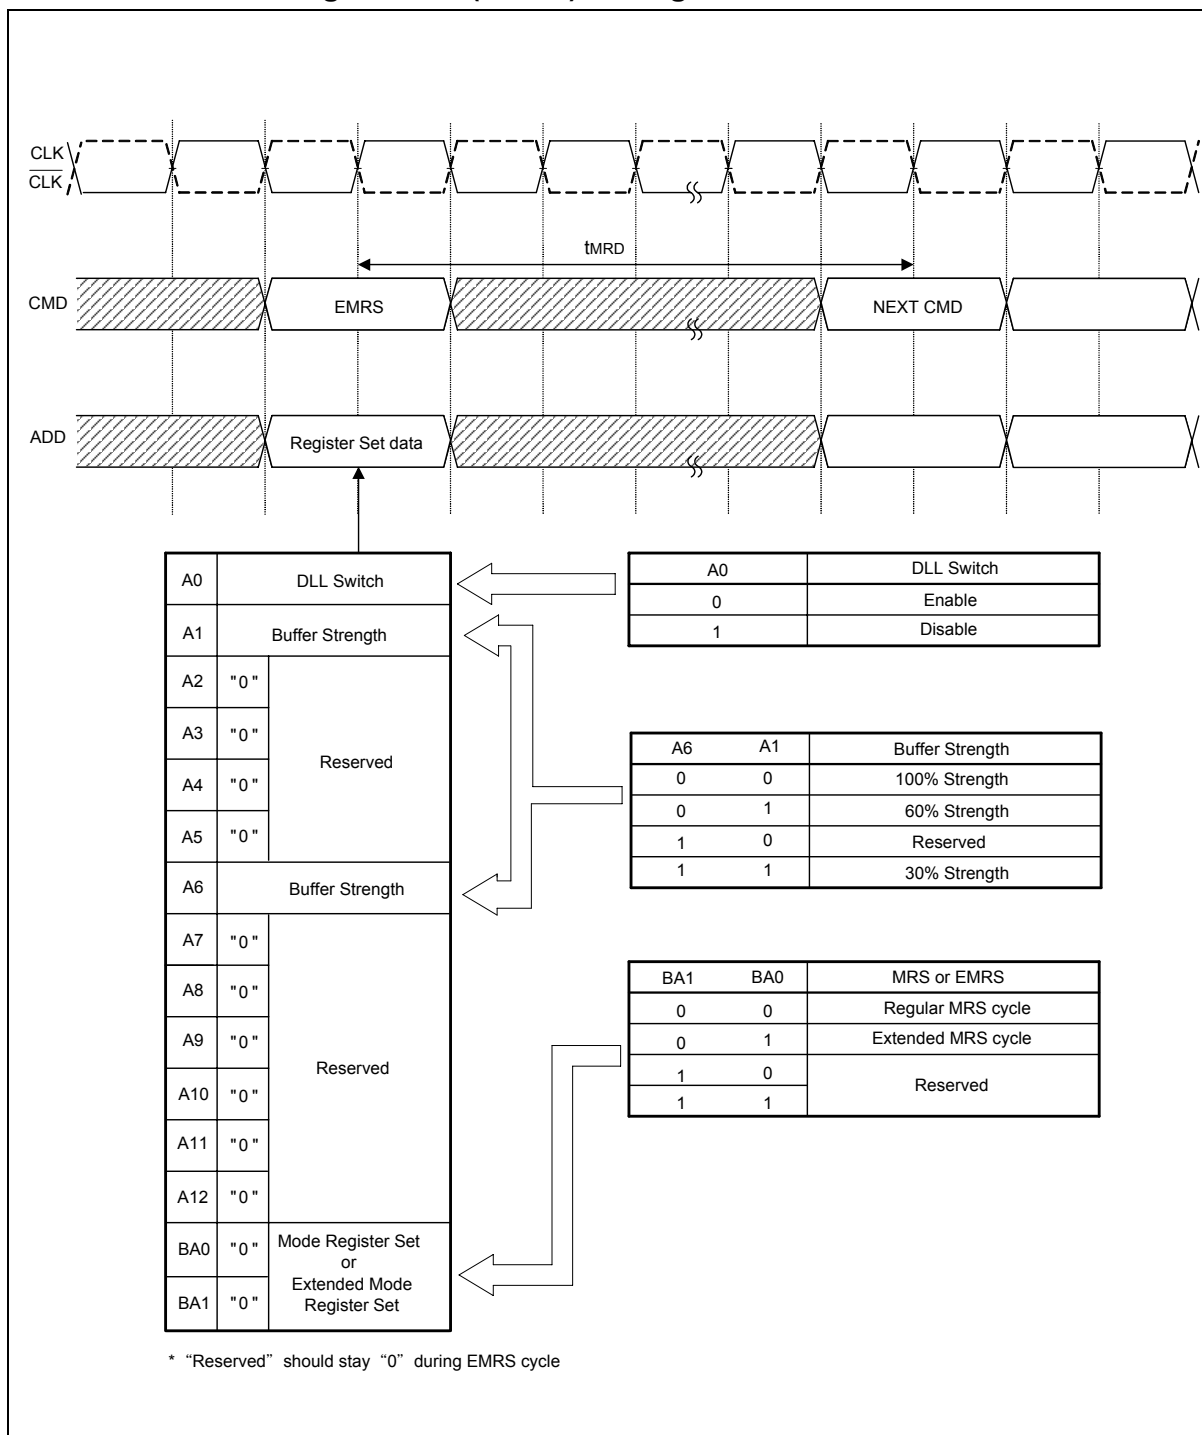 CLK
CLK
tMRD
CMD
EMRS
NEXT CMD
ADD
Register Set data
A0 DLL Switch
A1 Buffer Strength
A2 "0"
A3 "0"
Reserved
A4 "0"
A5 "0"
A6 Buffer Strength
A7 "0"
A8 "0"
A9 "0"
Reserved
A10 "0"
A11 "0"
A12 "0"
BA0 "0"
BA1 "0"
Mode Register Set
or
Extended Mode
Register Set
A0 DLL Switch
0 Enable
1 Disable
A6 A1 Buffer Strength
0 0 100% Strength
0 1 60% Strength
1 0 Reserved
1 1 30% Strength
BA1 BA0 MRS or EMRS
0 0 Regular MRS cycle
0 1 Extended MRS cycle
1 0
Reserved
1 1
* “Reserved” should stay “0” during EMRS cycle